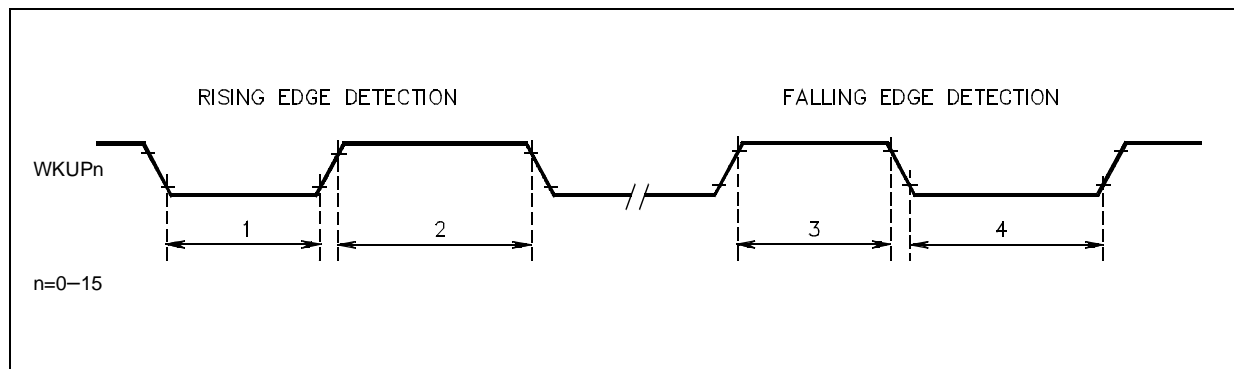 RISING EDGE DETECTION
FALLING EDGE DETECTION
WKUPn
1
2
3
4
n=0–15